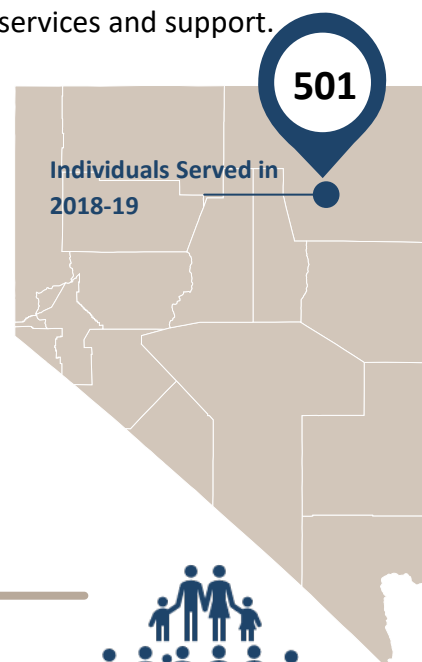 services and support.
501
Individuals Served in
2018-19